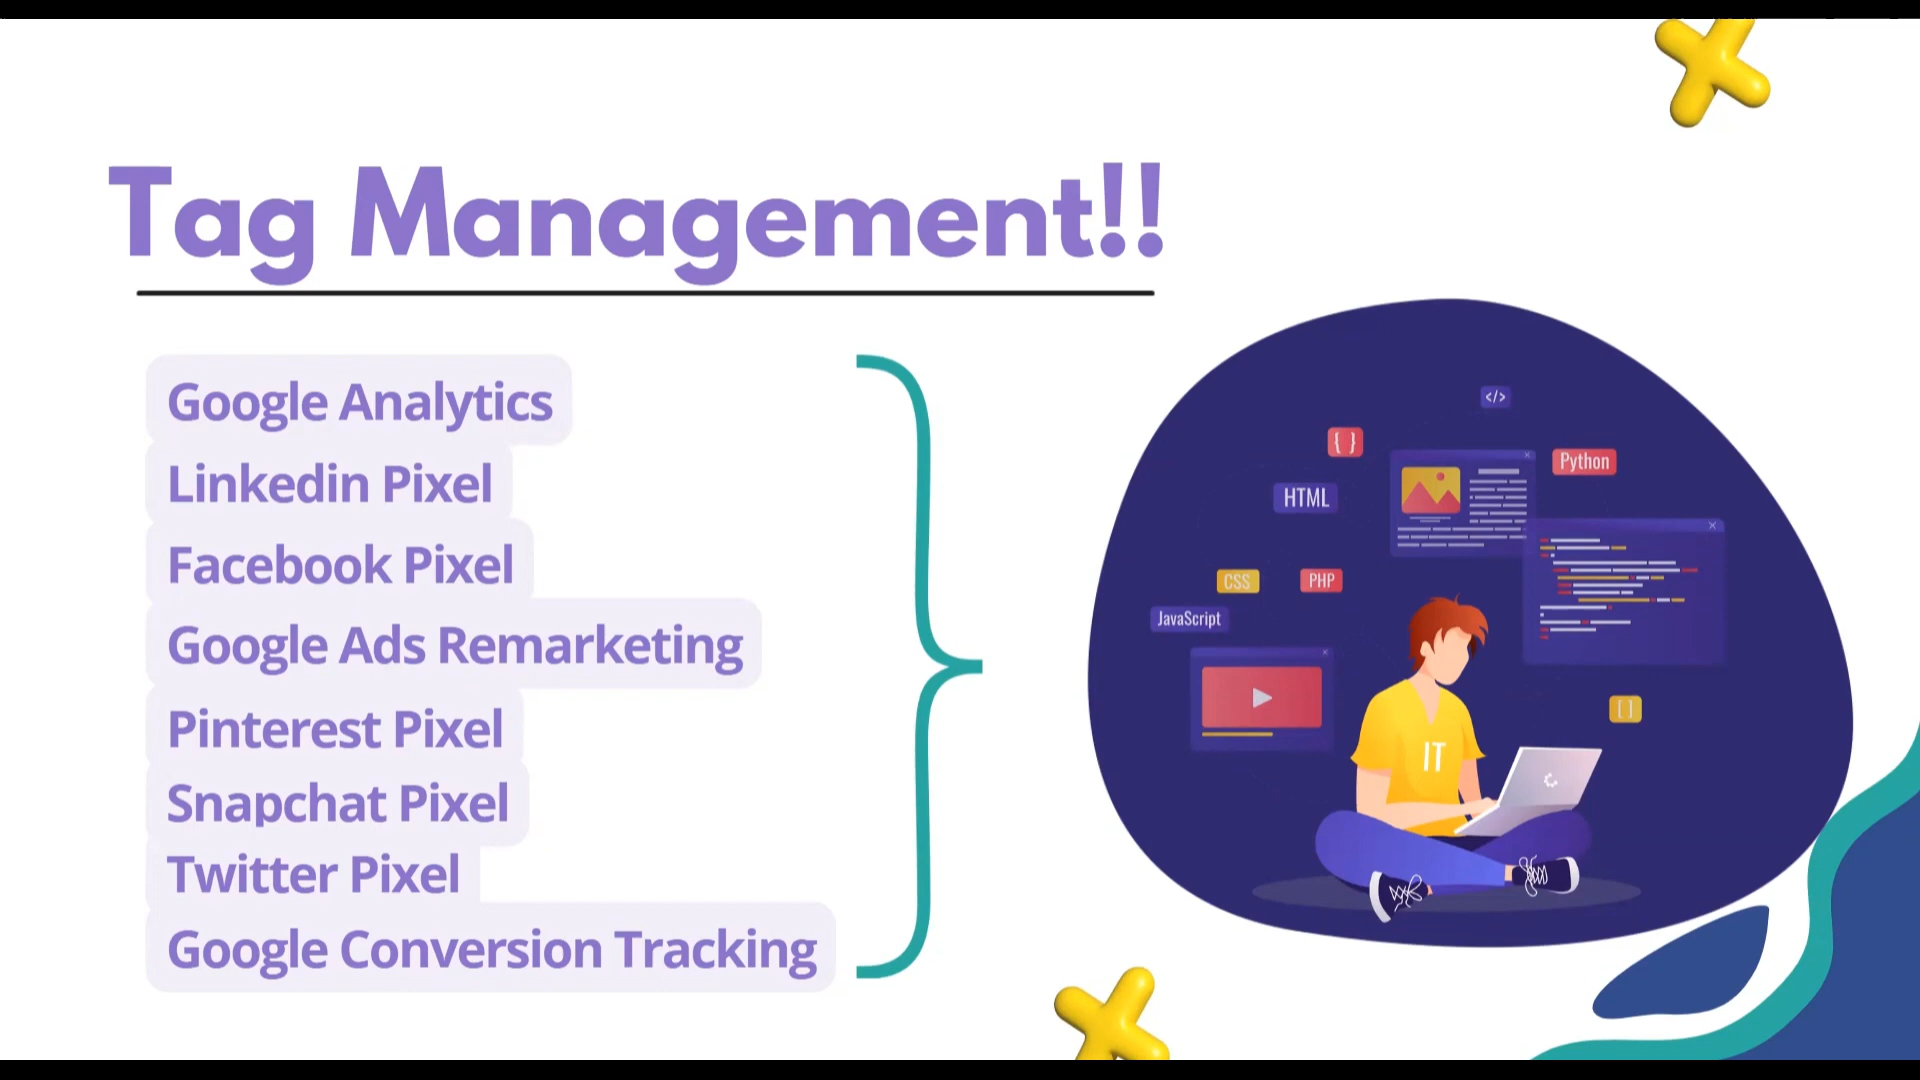 Tag Management!!
Google Analytics
Linkedin Pixel
Facebook Pixel
Google Ads Remarketing
Pinterest Pixel
Snapchat Pixel
Twitter Pixel
Google Conversion Tracking
</>
{ }
Python
HTML
CSS
PHP
JavaScript
[ ]
IT